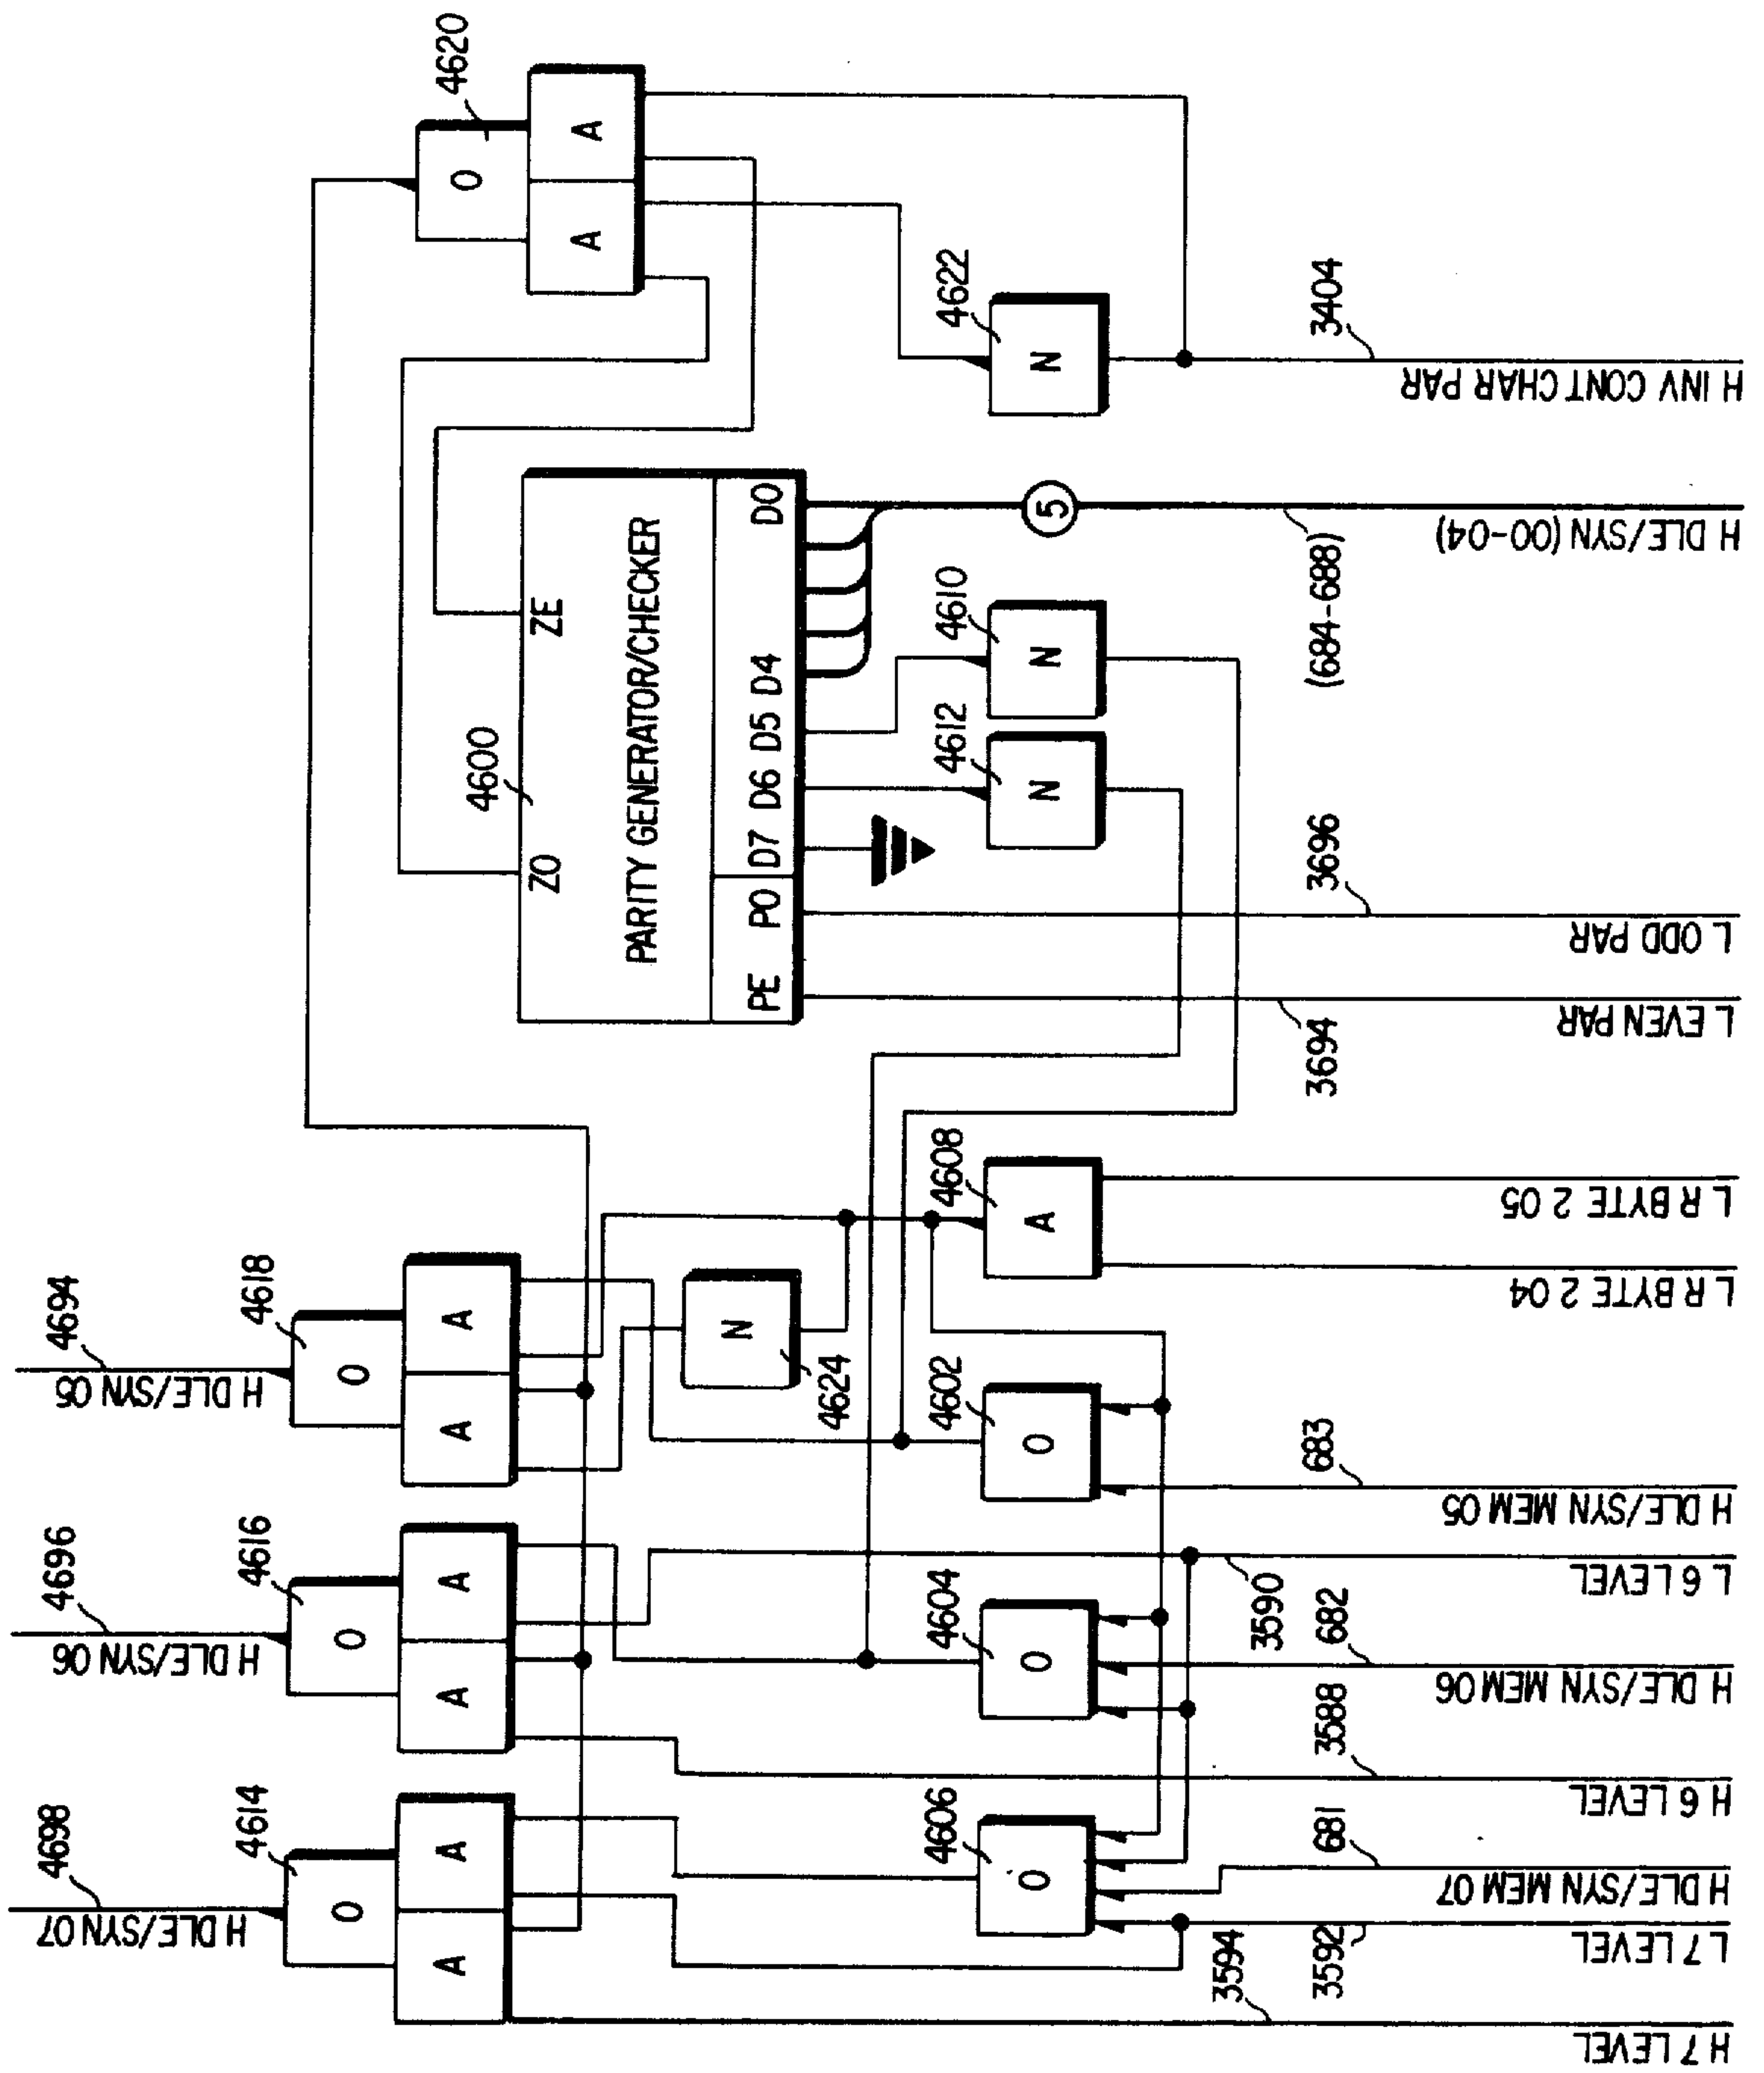 4698
H DLE/SYN 07
4614
O
A
A
4696
H DLE/SYN 06
4616
O
A
A
4694
H DLE/SYN 05
4618
O
A
A
4620
O
A
A
N
4624
4600
ZO
ZE
PARITY GENERATOR/CHECKER
PE
PO
D7
D6
D5
D4
D0
4606
O
4604
O
4602
O
4608
A
4612
N
4610
N
4622
N
5
3594
H 7 LEVEL
3592
L 7 LEVEL
681
H DLE/SYN MEM 07
3588
H 6 LEVEL
682
H DLE/SYN MEM 06
3590
L 6 LEVEL
683
H DLE/SYN MEM 05
L R BYTE 2 04
L R BYTE 2 05
3694
L EVEN PAR
3696
L ODD PAR
(684-688)
H DLE/SYN (00-04)
3404
H INV CONT CHAR PAR